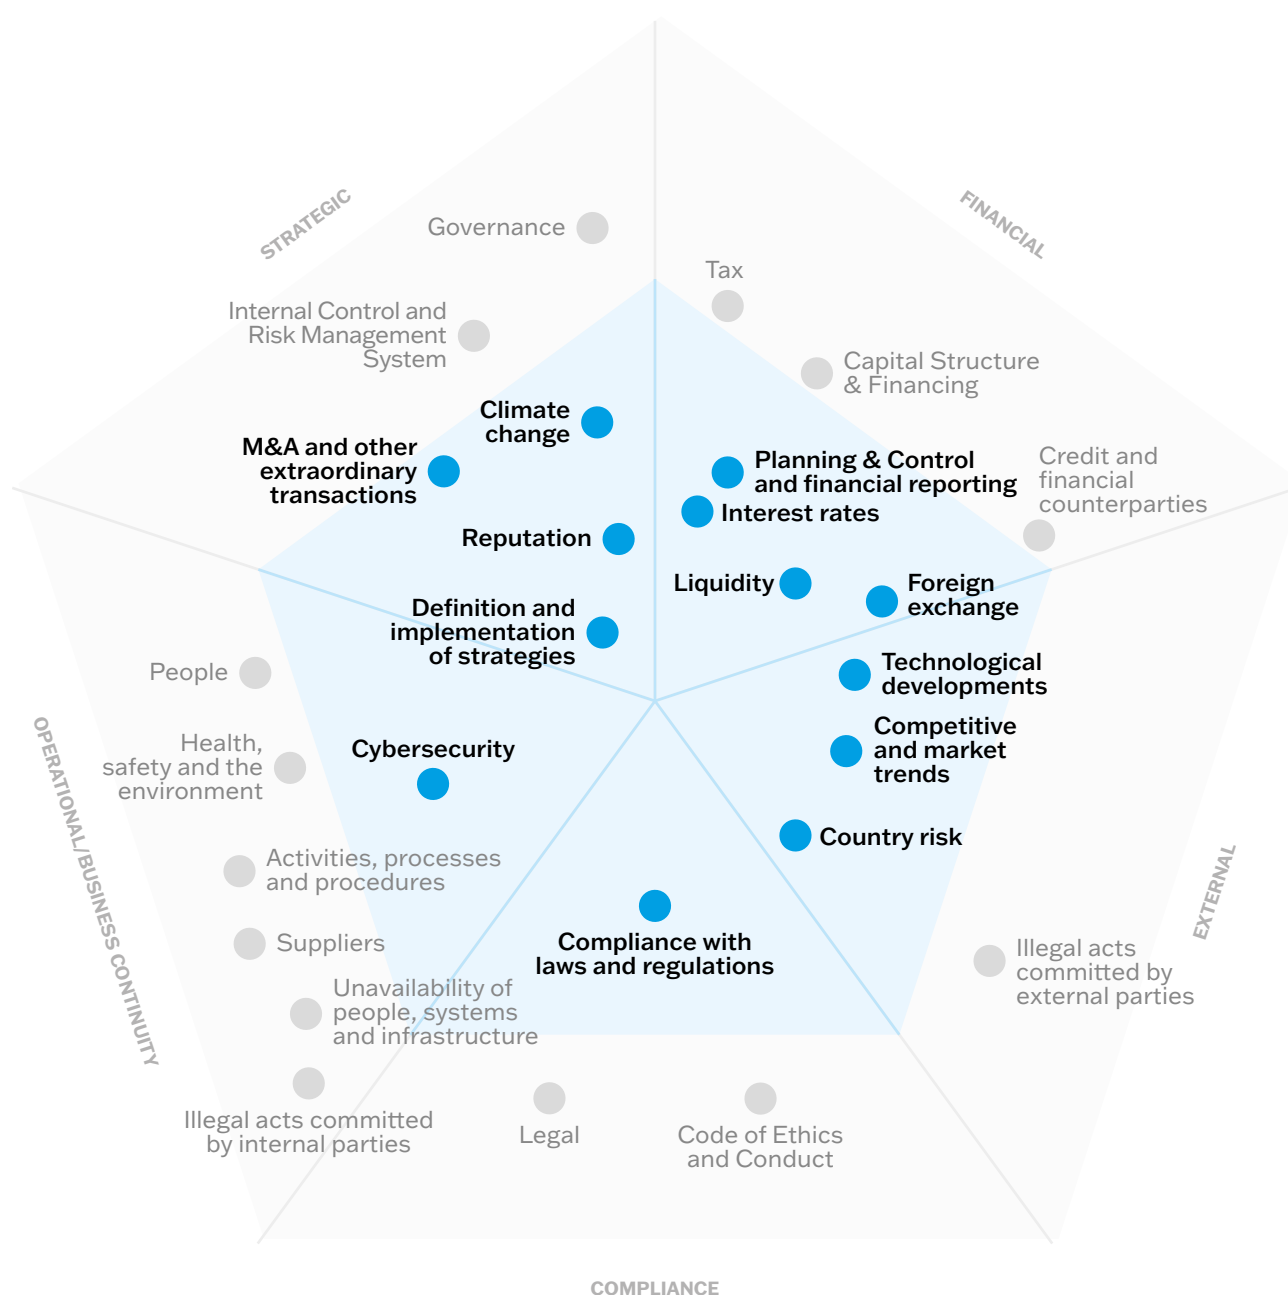 STRATEGIC
FINANCIAL
Governance
Tax
Internal Control and
Risk Management
System
Capital Structure
& Financing
Climate
change
M&A and other
extraordinary
transactions
Planning & Control
and financial reporting
Credit and
financial
counterparties
Interest rates
Reputation
Liquidity
Foreign
exchange
Definition and
implementation
of strategies
Technological
developments
People
Competitive
and market
trends
OPERATIONAL/BUSINESS CONTINUITY
Health,
safety and the
environment
Cybersecurity
Country risk
EXTERNAL
Activities, processes
and procedures
Suppliers
Compliance with
laws and regulations
Illegal acts
committed by
external parties
Unavailability of
people, systems
and infrastructure
Illegal acts committed
by internal parties
Legal
Code of Ethics
and Conduct
COMPLIANCE